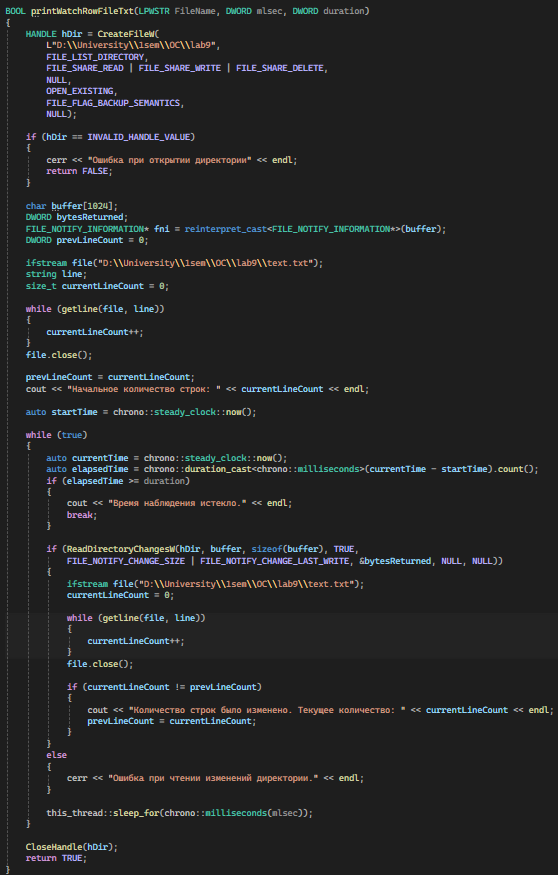 BOOL printWatchRowFileTxt(LPWSTR FileName, DWORD mlsec, DWORD duration)
{
    HANDLE hDir = CreateFileW(
        L"D:\\University\\1sem\\OC\\lab9",
        FILE_LIST_DIRECTORY,
        FILE_SHARE_READ | FILE_SHARE_WRITE | FILE_SHARE_DELETE,
        NULL,
        OPEN_EXISTING,
        FILE_FLAG_BACKUP_SEMANTICS,
        NULL);

    if (hDir == INVALID_HANDLE_VALUE)
    {
        cerr << "Ошибка при открытии директории" << endl;
        return FALSE;
    }

    char buffer[1024];
    DWORD bytesReturned;
    FILE_NOTIFY_INFORMATION* fni = reinterpret_cast<FILE_NOTIFY_INFORMATION*>(buffer);
    DWORD prevLineCount = 0;

    ifstream file("D:\\University\\1sem\\OC\\lab9\\text.txt");
    string line;
    size_t currentLineCount = 0;

    while (getline(file, line))
    {
        currentLineCount++;
    }
    file.close();

    prevLineCount = currentLineCount;
    cout << "Начальное количество строк: " << currentLineCount << endl;

    auto startTime = chrono::steady_clock::now();

    while (true)
    {
        auto currentTime = chrono::steady_clock::now();
        auto elapsedTime = chrono::duration_cast<chrono::milliseconds>(currentTime - startTime).count();
        if (elapsedTime >= duration)
        {
            cout << "Время наблюдения истекло." << endl;
            break;
        }

        if (ReadDirectoryChangesW(hDir, buffer, sizeof(buffer), TRUE,
            FILE_NOTIFY_CHANGE_SIZE | FILE_NOTIFY_CHANGE_LAST_WRITE, &bytesReturned, NULL, NULL))
        {
            ifstream file("D:\\University\\1sem\\OC\\lab9\\text.txt");
            currentLineCount = 0;

            while (getline(file, line))
            {
                currentLineCount++;
            }
            file.close();

            if (currentLineCount != prevLineCount)
            {
                cout << "Количество строк было изменено. Текущее количество: " << currentLineCount << endl;
                prevLineCount = currentLineCount;
            }
        }
        else
        {
            cerr << "Ошибка при чтении изменений директории." << endl;
        }

        this_thread::sleep_for(chrono::milliseconds(mlsec));
    }

    CloseHandle(hDir);
    return TRUE;
}